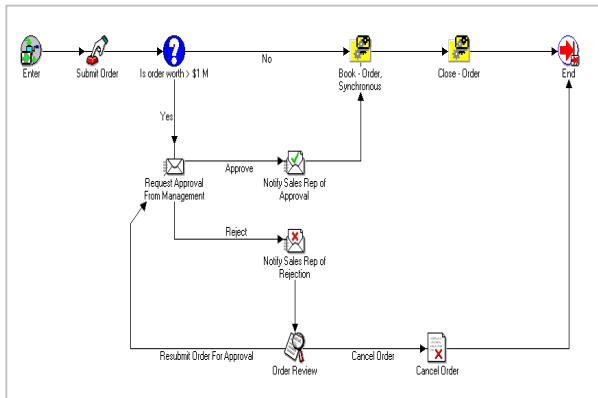 No
Enter
Submit Order
Is order worth > $1 M
Book - Order,
Synchronous
Close - Order
End
Yes
Approve
Request Approval
From Management
Notify Sales Rep of
Approval
Reject
Notify Sales Rep of
Rejection
Resubmit Order For Approval
Order Review
Cancel Order
Cancel Order